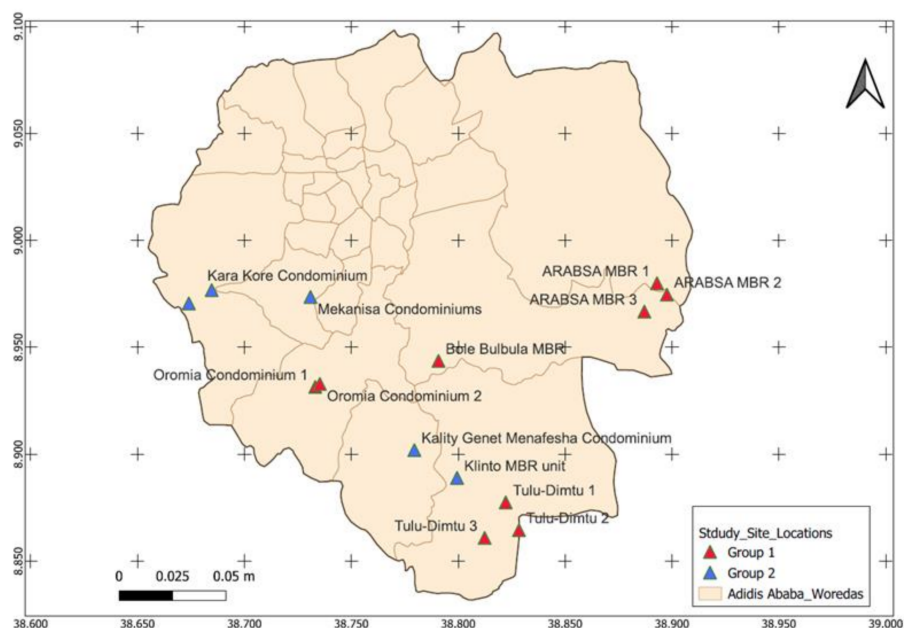 9.100
9.050
9.000
8.950
8.900
8.850
Kara Kore Condominium
Mekanisa Condominiums
ARABSA MBR 1
ARABSA MBR 2
ARABSA MBR 3
Bole Bulbula MBR
Oromia Condominium 1
Oromia Condominium 2
Kality Genet Menafesha Condominium
Klinto MBR unit
Tulu-Dimtu 1
Tulu-Dimtu 2
Tulu-Dimtu 3
0 0.025 0.05 m
Stdudy_Site_Locations
Group 1
Group 2
Adidis Ababa_Woredas
38.600 38.650 38.700 38.750 38.800 38.850 38.900 38.950 39.000